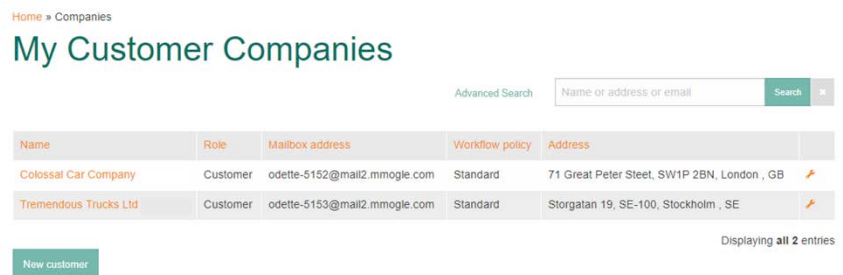 Home » Companies
My Customer Companies
Advanced Search Name or address or email Search ×
Name Role Mailbox address Workflow policy Address
Colossal Car Company Customer odette-5152@mail2.mmogle.com Standard 71 Great Peter Steet, SW1P 2BN, London , GB
Tremendous Trucks Ltd Customer odette-5153@mail2.mmogle.com Standard Storgatan 19, SE-100, Stockholm , SE
Displaying all 2 entries
New customer